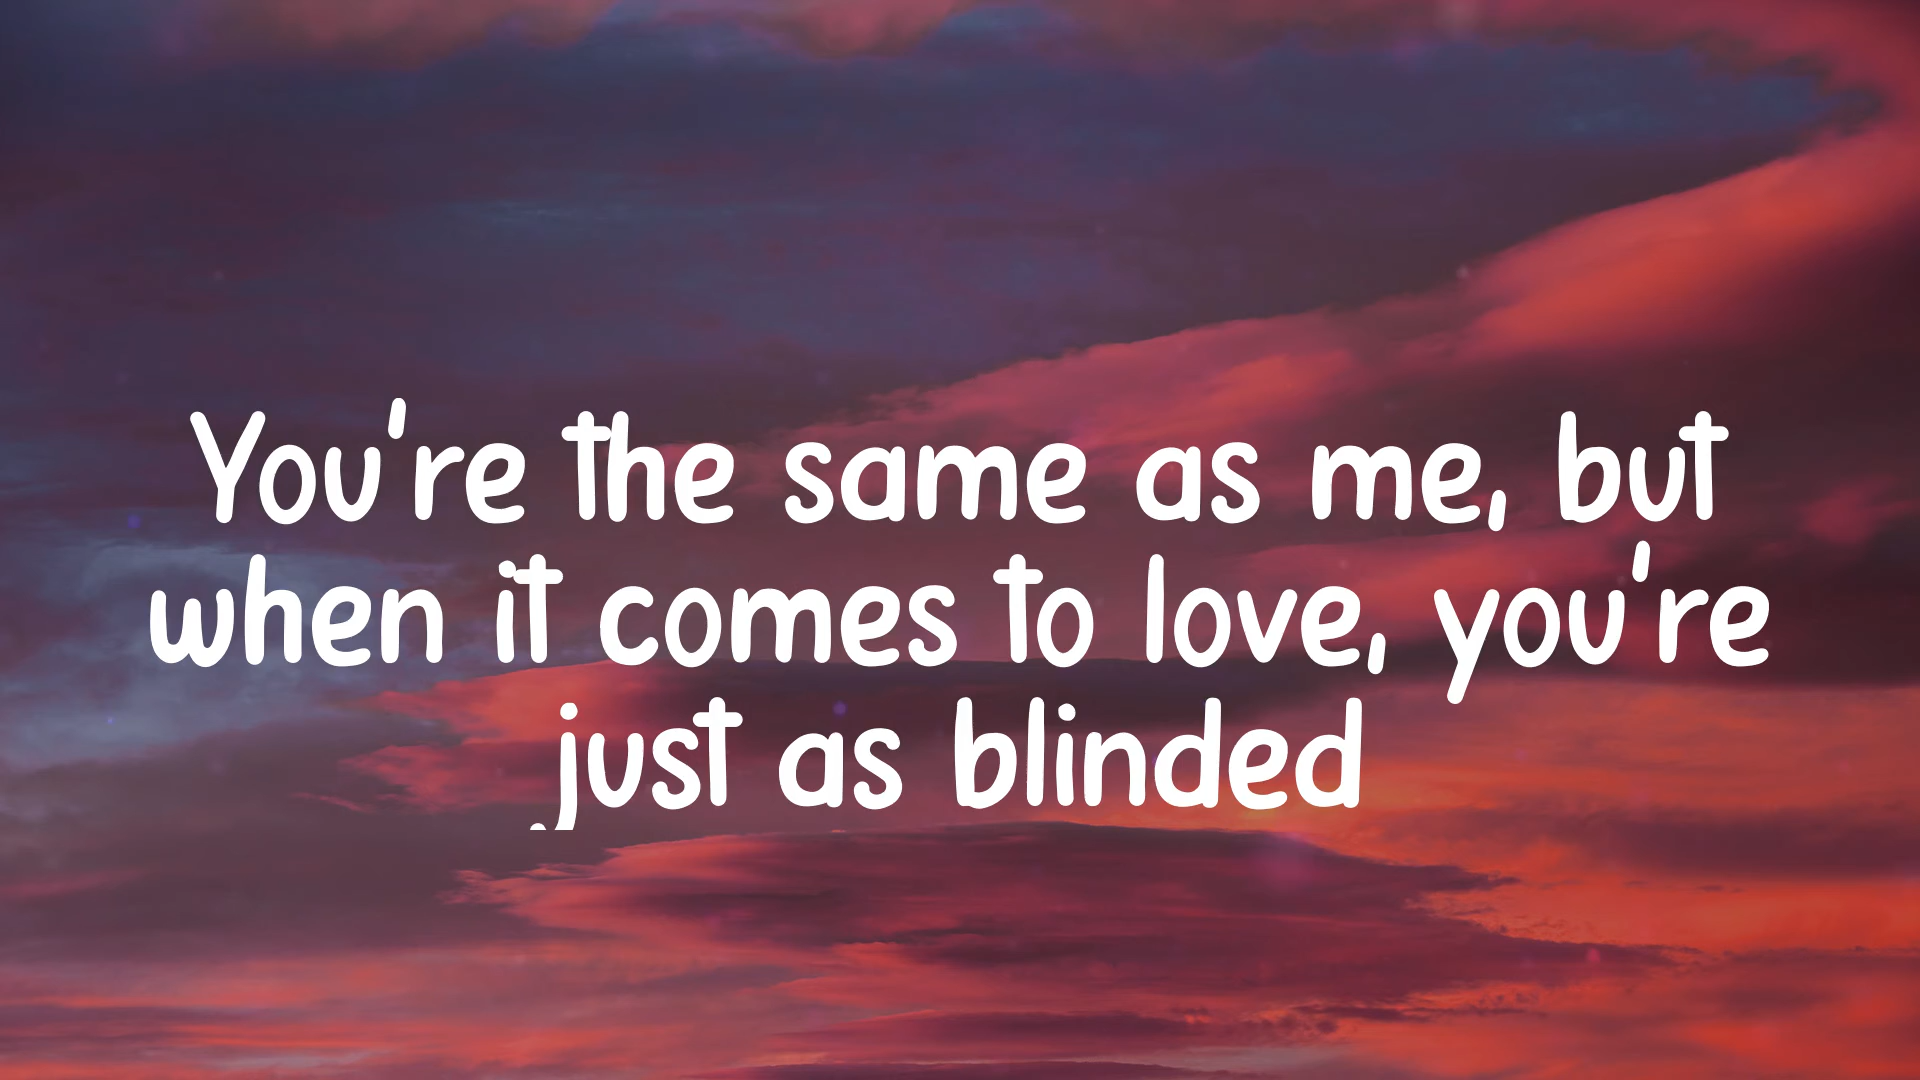 You're the same as me, but
when it comes to love, you're
just as blinded